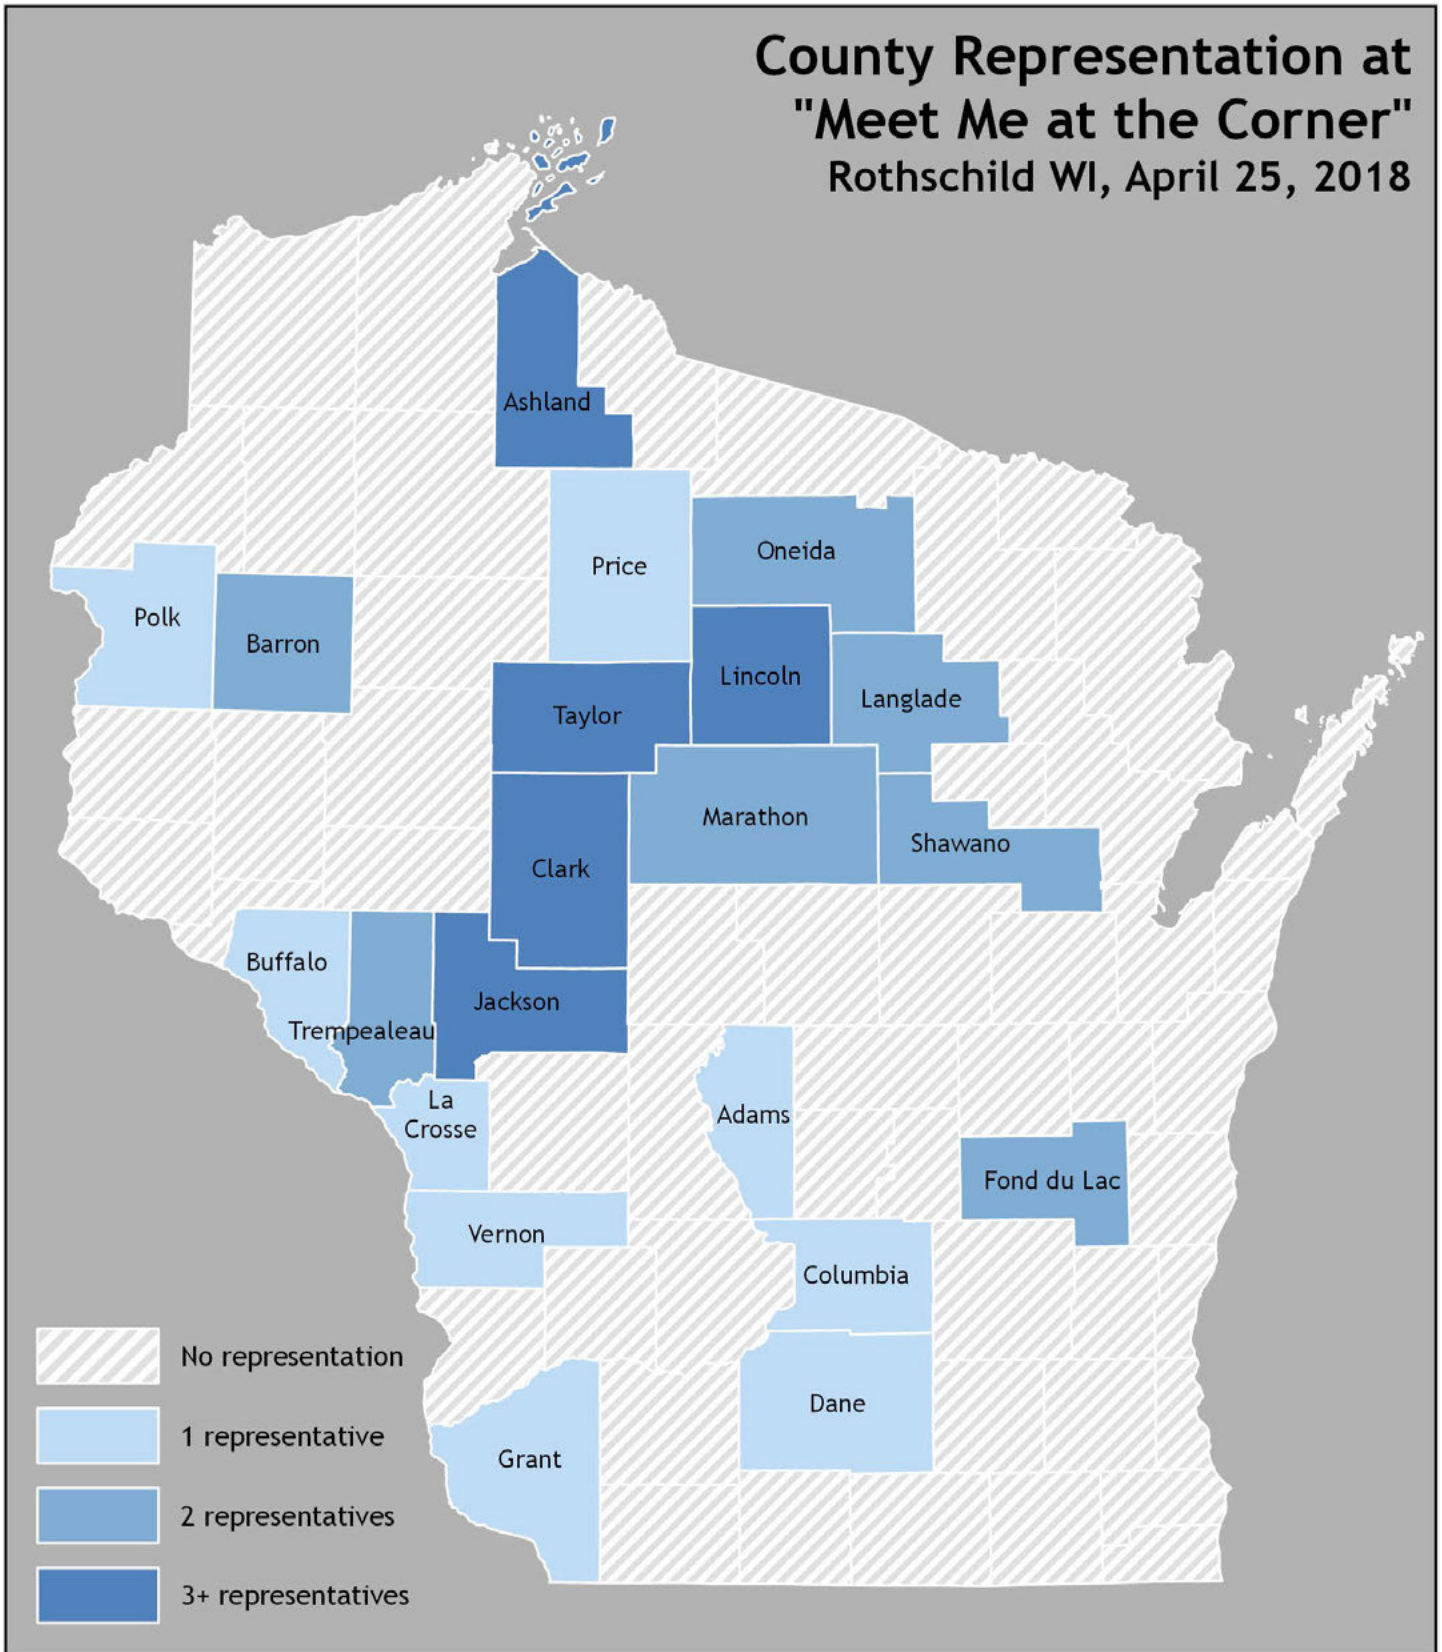 County Representation at
"Meet Me at the Corner"
Rothschild WI, April 25, 2018
Ashland
Price
Oneida
Polk
Barron
Lincoln
Langlade
Taylor
Marathon
Shawano
Clark
Buffalo
Jackson
Trempealeau
La
Crosse
Adams
Fond du Lac
Vernon
Columbia
Dane
Grant
No representation
1 representative
2 representatives
3+ representatives